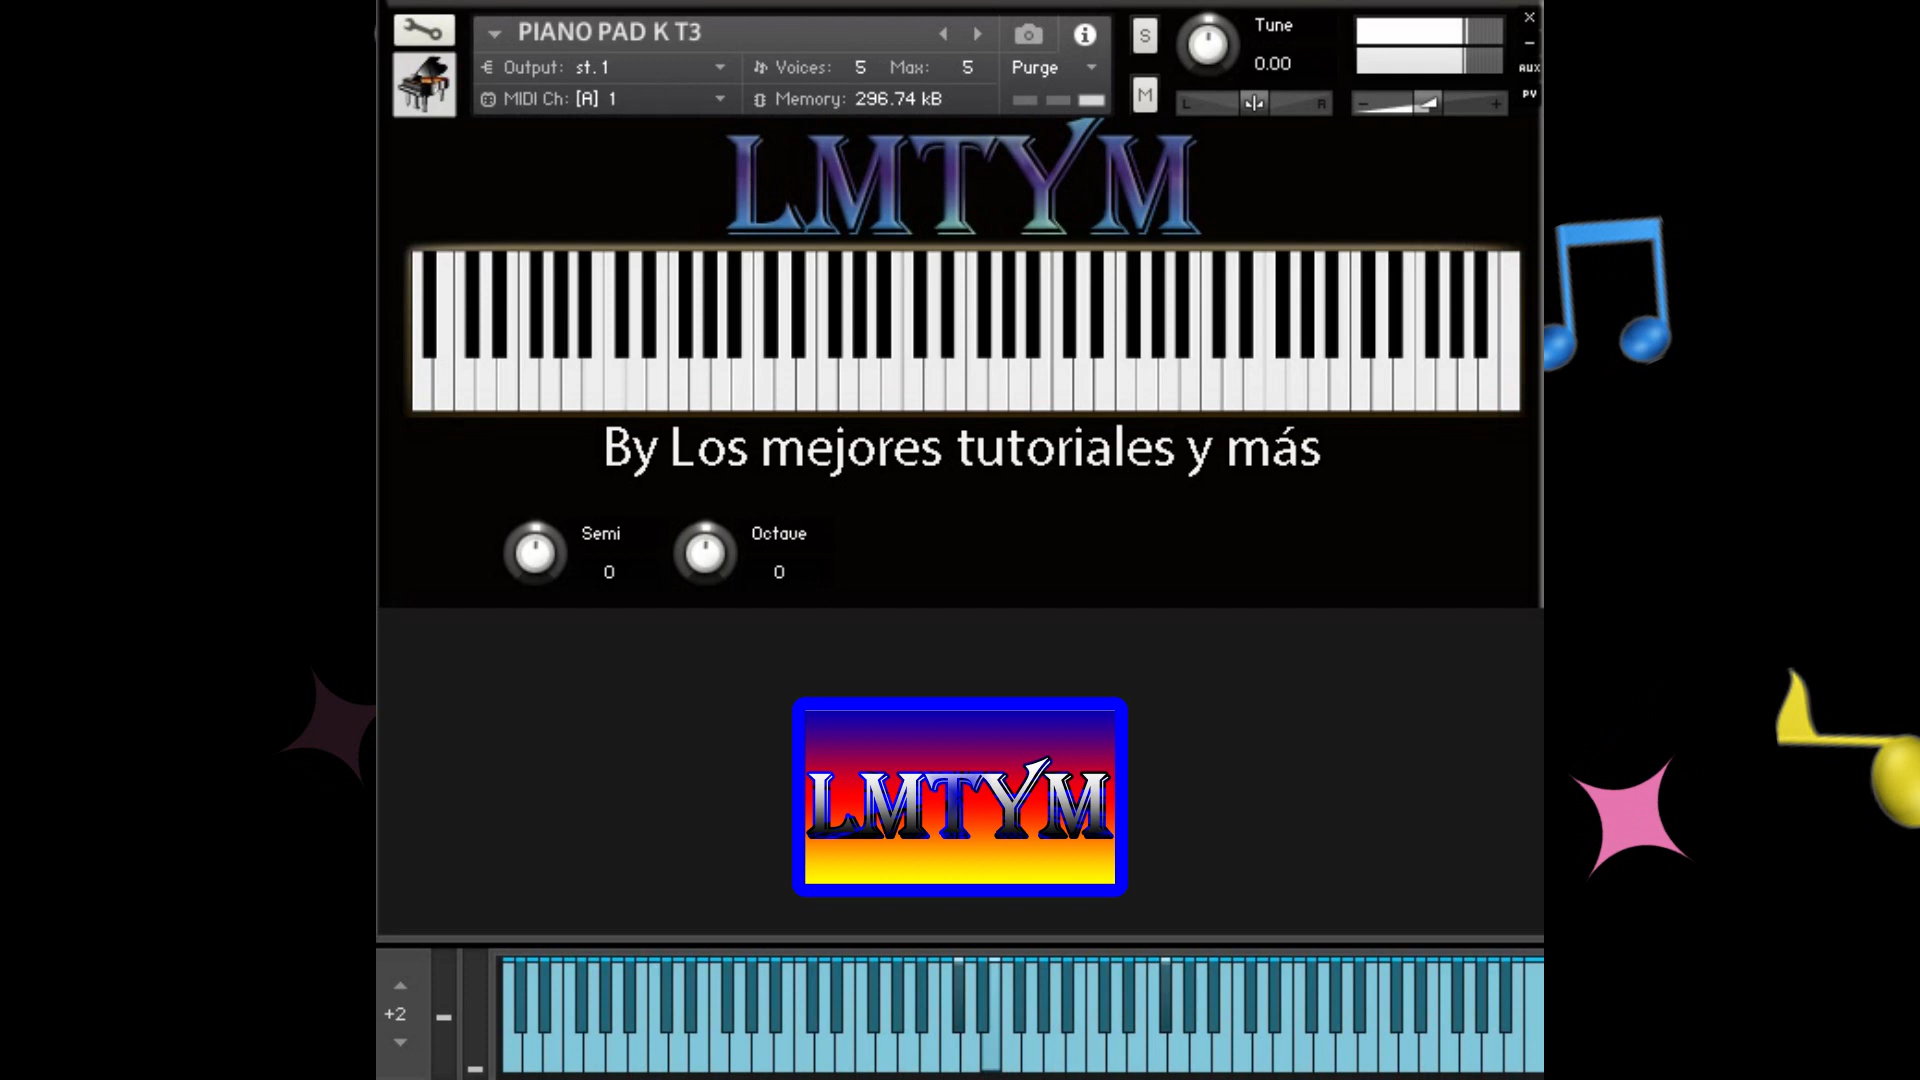 PIANO PAD K T3
Output: st. 1
Voices: 5 Max: 5
Purge
MIDI Ch: [A] 1
Memory: 296.74 kB
S
M
Tune
0.00
L R
- +
×
-
AUX
PV
LMTYM
By Los mejores tutoriales y más
Semi
0
Octave
0
LMTYM
+2